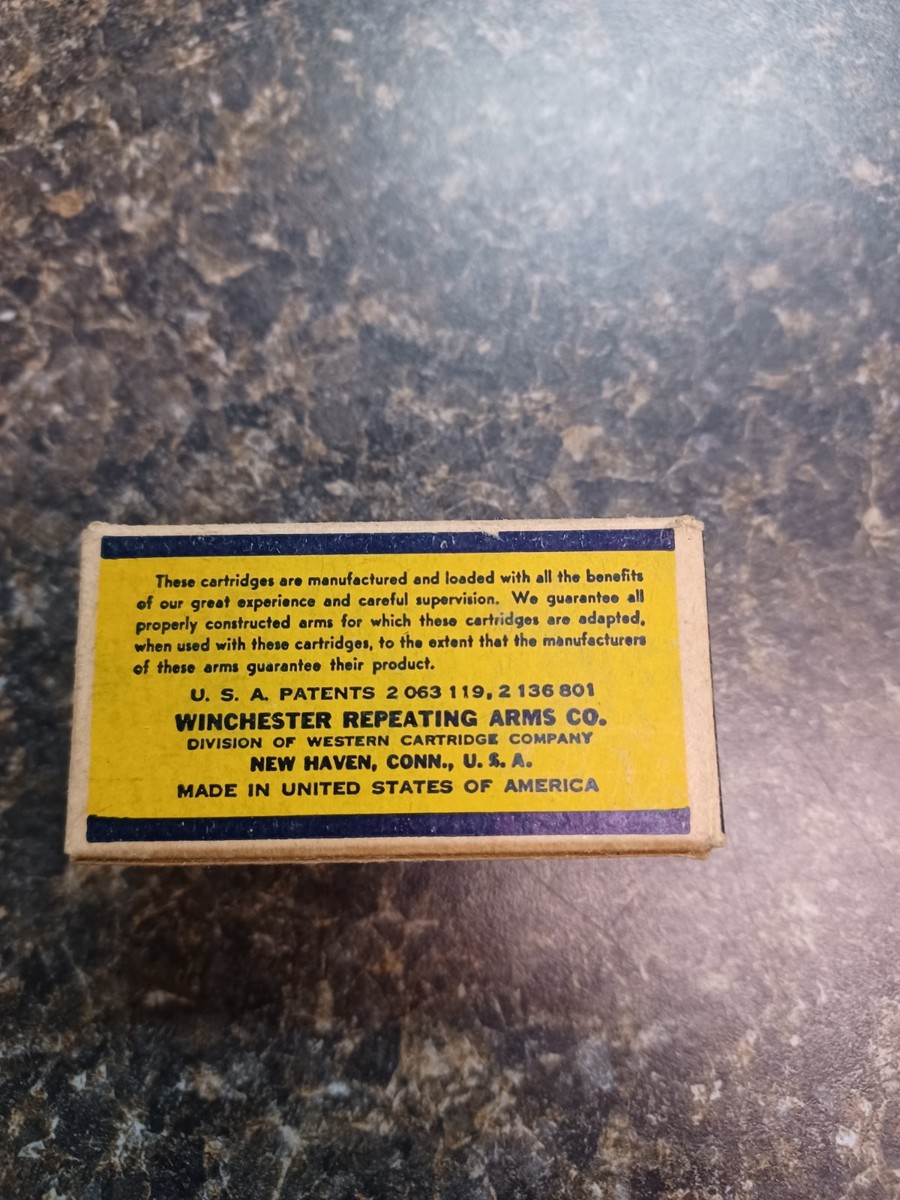 These cartridges are manufactured and loaded with all the benefits
of our great experience and careful supervision. We guarantee all
properly constructed arms for which these cartridges are adapted,
when used with these cartridges, to the extent that the manufacturers
of these arms guarantee their product.
U. S. A. PATENTS 2 063 119, 2 136 801
WINCHESTER REPEATING ARMS CO.
DIVISION OF WESTERN CARTRIDGE COMPANY
NEW HAVEN, CONN., U. S. A.
MADE IN UNITED STATES OF AMERICA